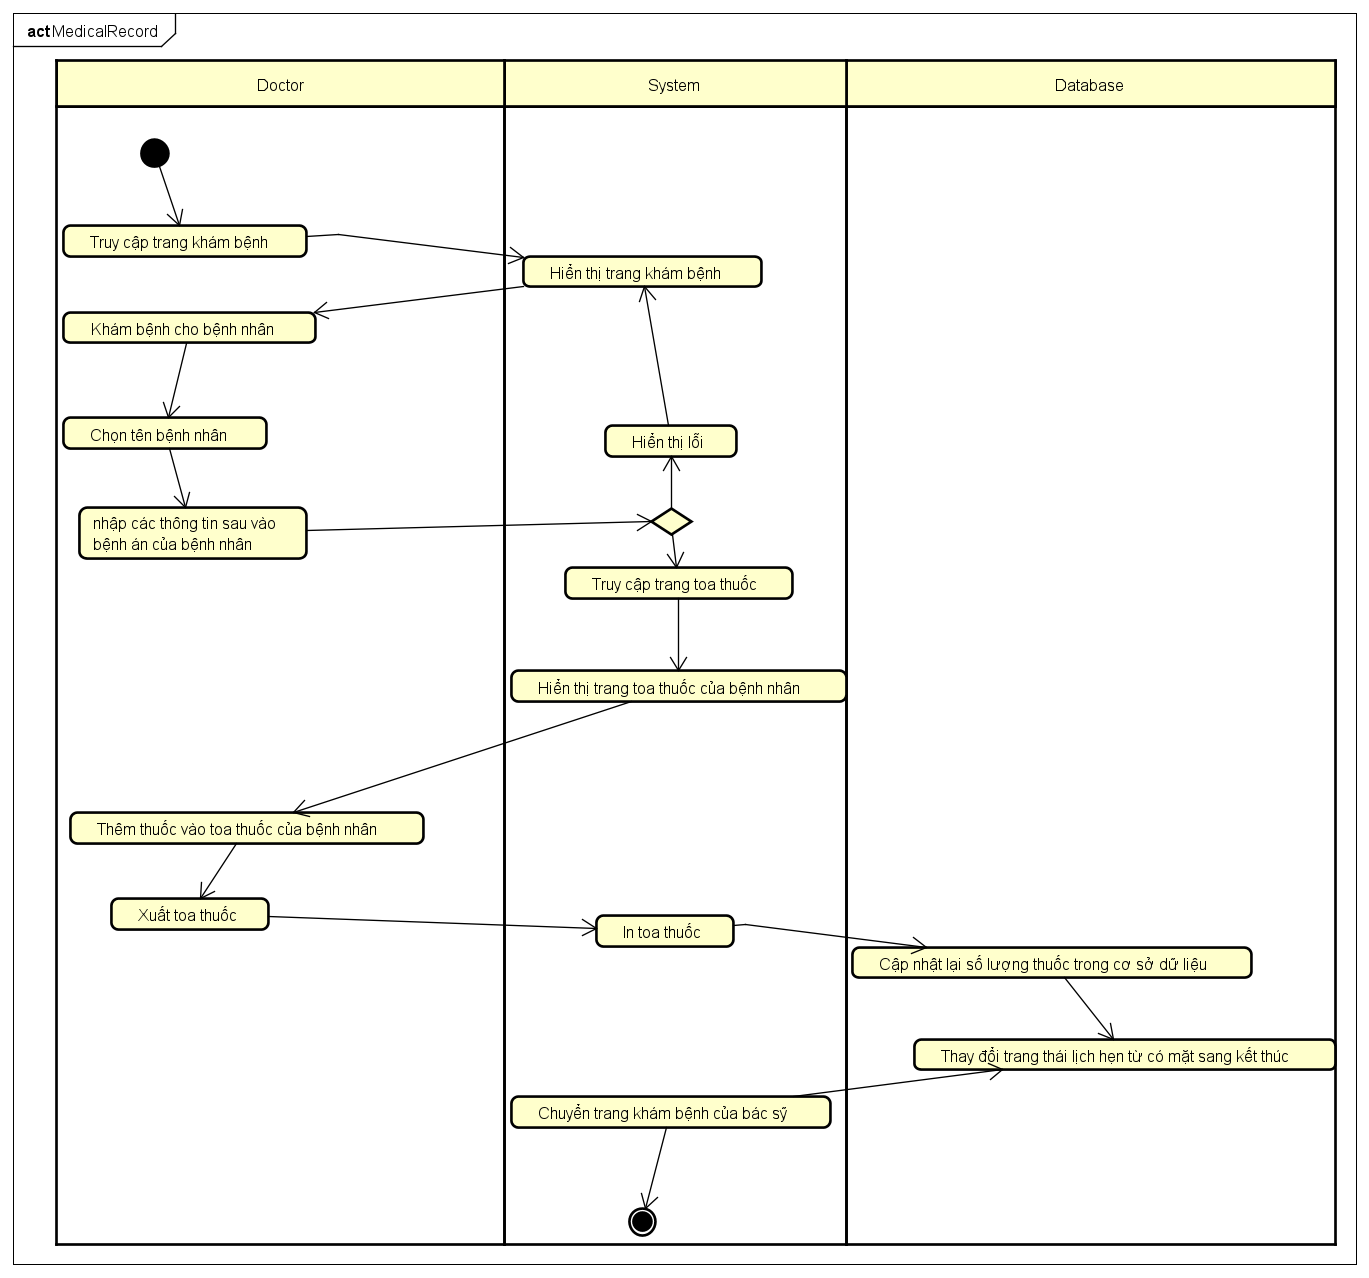 act MedicalRecord
Doctor
System
Database
Truy cập trang khám bệnh
Hiển thị trang khám bệnh
Khám bệnh cho bệnh nhân
Chọn tên bệnh nhân
Hiển thị lỗi
nhập các thông tin sau vào
bệnh án của bệnh nhân
Truy cập trang toa thuốc
Hiển thị trang toa thuốc của bệnh nhân
Thêm thuốc vào toa thuốc của bệnh nhân
Xuất toa thuốc
In toa thuốc
Cập nhật lại số lượng thuốc trong cơ sở dữ liệu
Thay đổi trang thái lịch hẹn từ có mặt sang kết thúc
Chuyển trang khám bệnh của bác sỹ